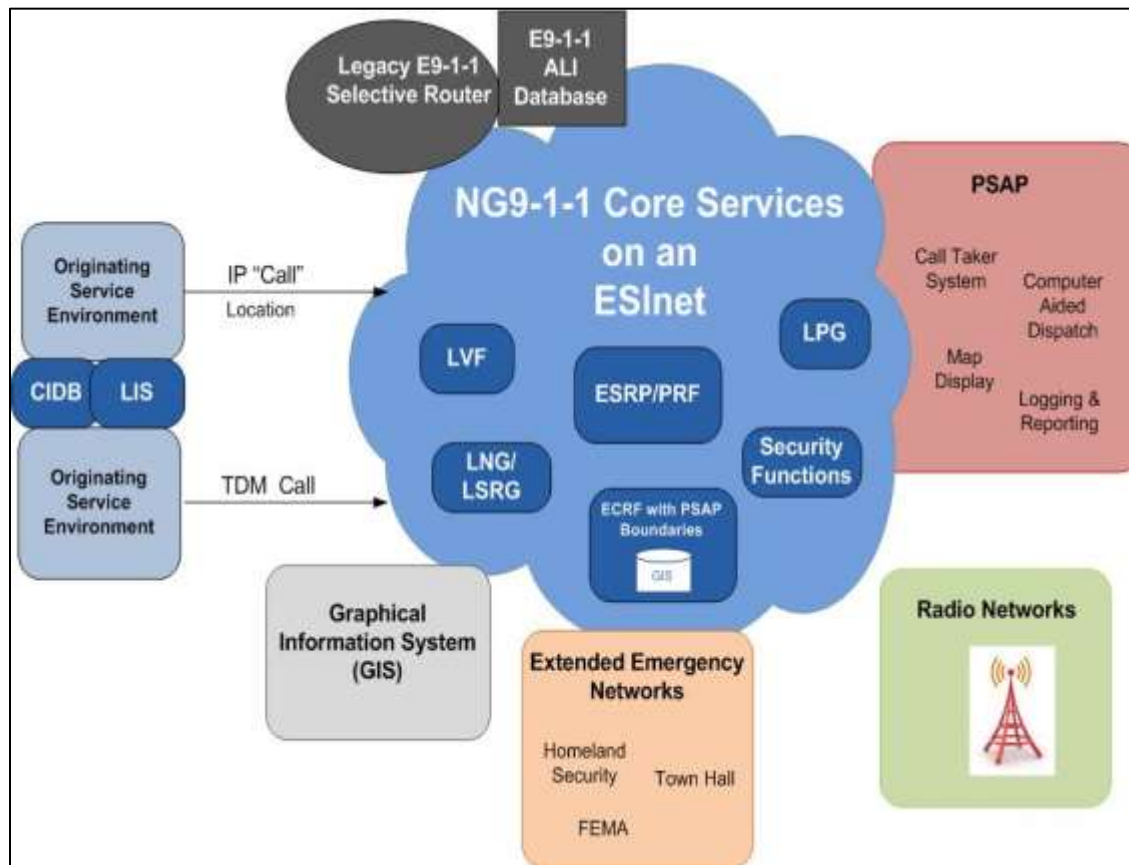 Legacy E9-1-1
Selective Router
E9-1-1
ALI
Database
NG9-1-1 Core Services
on an
ESInet
PSAP
Call Taker
System
Computer
Aided
Dispatch
Map
Display
Logging &
Reporting
Originating
Service
Environment
IP “Call”
Location
CIDB
LIS
Originating
Service
Environment
TDM Call
LVF
LPG
ESRP/PRF
LNG/
LSRG
Security
Functions
ECRF with PSAP
Boundaries
GIS
Graphical
Information System
(GIS)
Extended Emergency
Networks
Homeland
Security
Town Hall
FEMA
Radio Networks